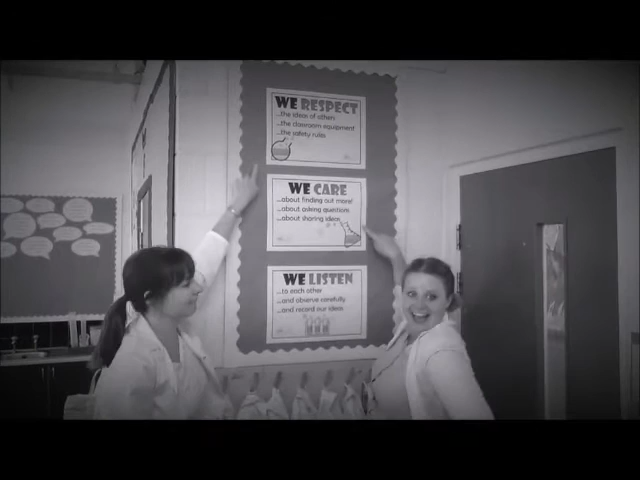 WE RESPECT
...the ideas of others
...the classroom equipment
...the safety rules
WE CARE
...about finding out more!
...about asking questions
...about sharing ideas
WE LISTEN
...to each other
...and observe carefully
...and record our ideas